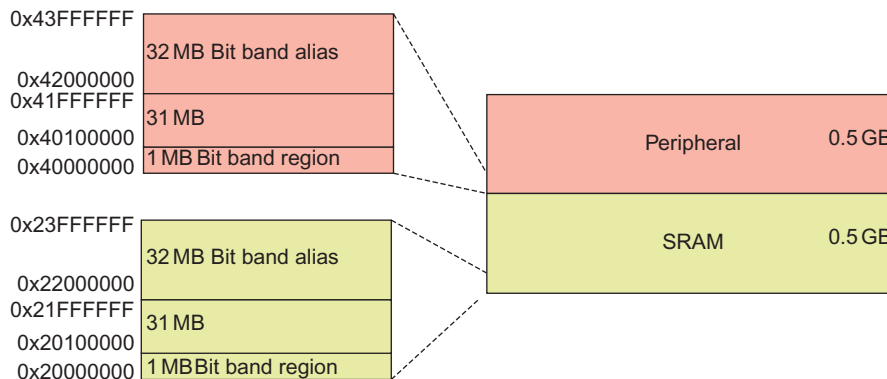 0x43FFFFFF
32 MB Bit band alias
0x42000000
0x41FFFFFF
31 MB
0x40100000
1 MB Bit band region
0x40000000
Peripheral 0.5 GB
0x23FFFFFF
32 MB Bit band alias
SRAM 0.5 GB
0x22000000
0x21FFFFFF
31 MB
0x20100000
1 MB Bit band region
0x20000000